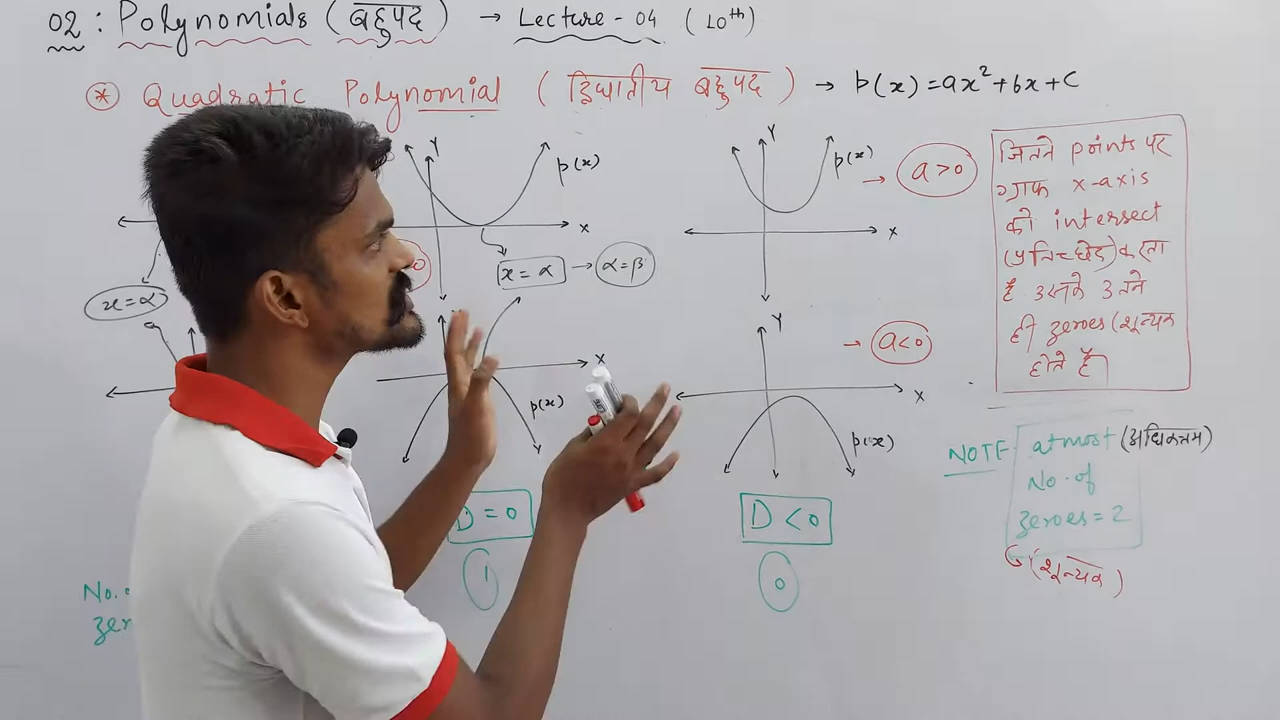 02 : Polynomials (बहुपद) → Lecture - 04 (10th)
* Quadratic Polynomial (द्विघातीय बहुपद) → p(x) = ax² + bx + c
Y
p(x)
X
x = α → α = β
x = α
X
p(x)
D = 0
1
Y
p(x)
→ a > 0
X
Y
→ a < 0
X
p(x)
D < 0
0
No.
zer
जितने points पर
ग्राफ x-axis
को intersect
(प्रतिच्छेद) करता
है उसके उतने
ही zeroes (शून्यक
होते हैं
NOTE- atmost (अधिकतम)
No. of
zeroes = 2
(शून्यक)